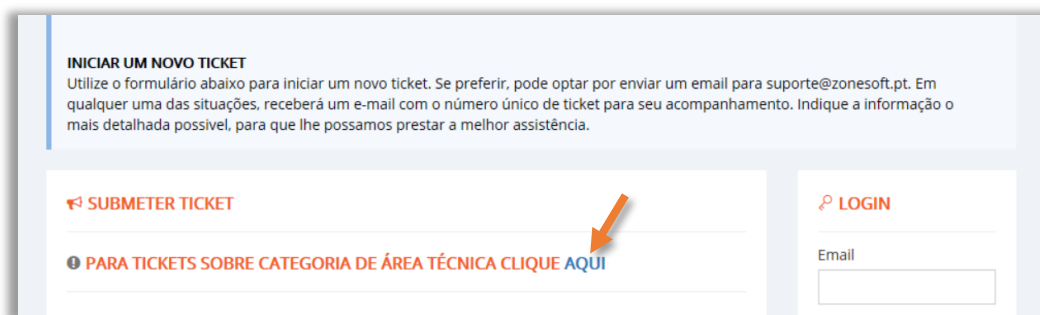 INICIAR UM NOVO TICKET
Utilize o formulário abaixo para iniciar um novo ticket. Se preferir, pode optar por enviar um email para suporte@zonesoft.pt. Em
qualquer uma das situações, receberá um e-mail com o número único de ticket para seu acompanhamento. Indique a informação o
mais detalhada possivel, para que lhe possamos prestar a melhor assistência.
SUBMETER TICKET
PARA TICKETS SOBRE CATEGORIA DE ÁREA TÉCNICA CLIQUE AQUI
LOGIN
Email